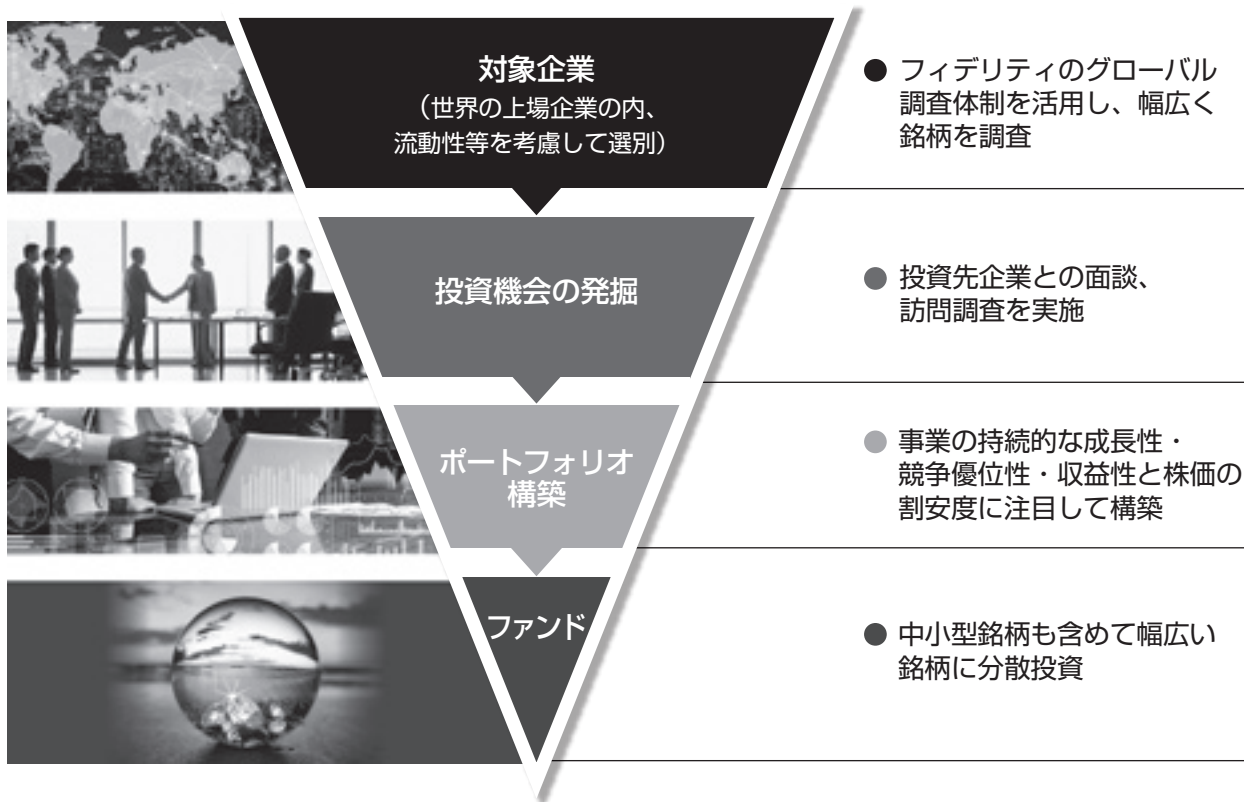 対象企業
（世界の上場企業の内、
流動性等を考慮して選別）
● フィデリティのグローバル
調査体制を活用し、幅広く
銘柄を調査
投資機会の発掘
● 投資先企業との面談、
訪問調査を実施
ポートフォリオ
構築
● 事業の持続的な成長性・
競争優位性・収益性と株価の
割安度に注目して構築
ファンド
● 中小型銘柄も含めて幅広い
銘柄に分散投資